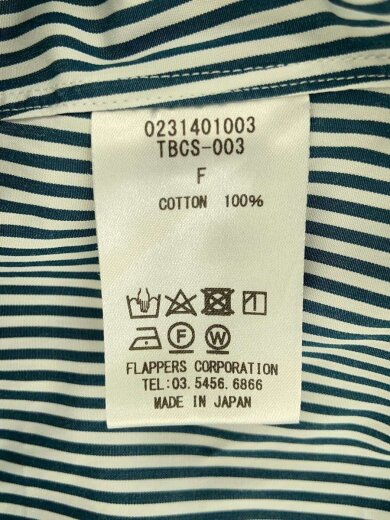 0231401003
TBCS-003
F
COTTON 100%
F W
FLAPPERS CORPORATION
TEL:03.5456.6866
MADE IN JAPAN